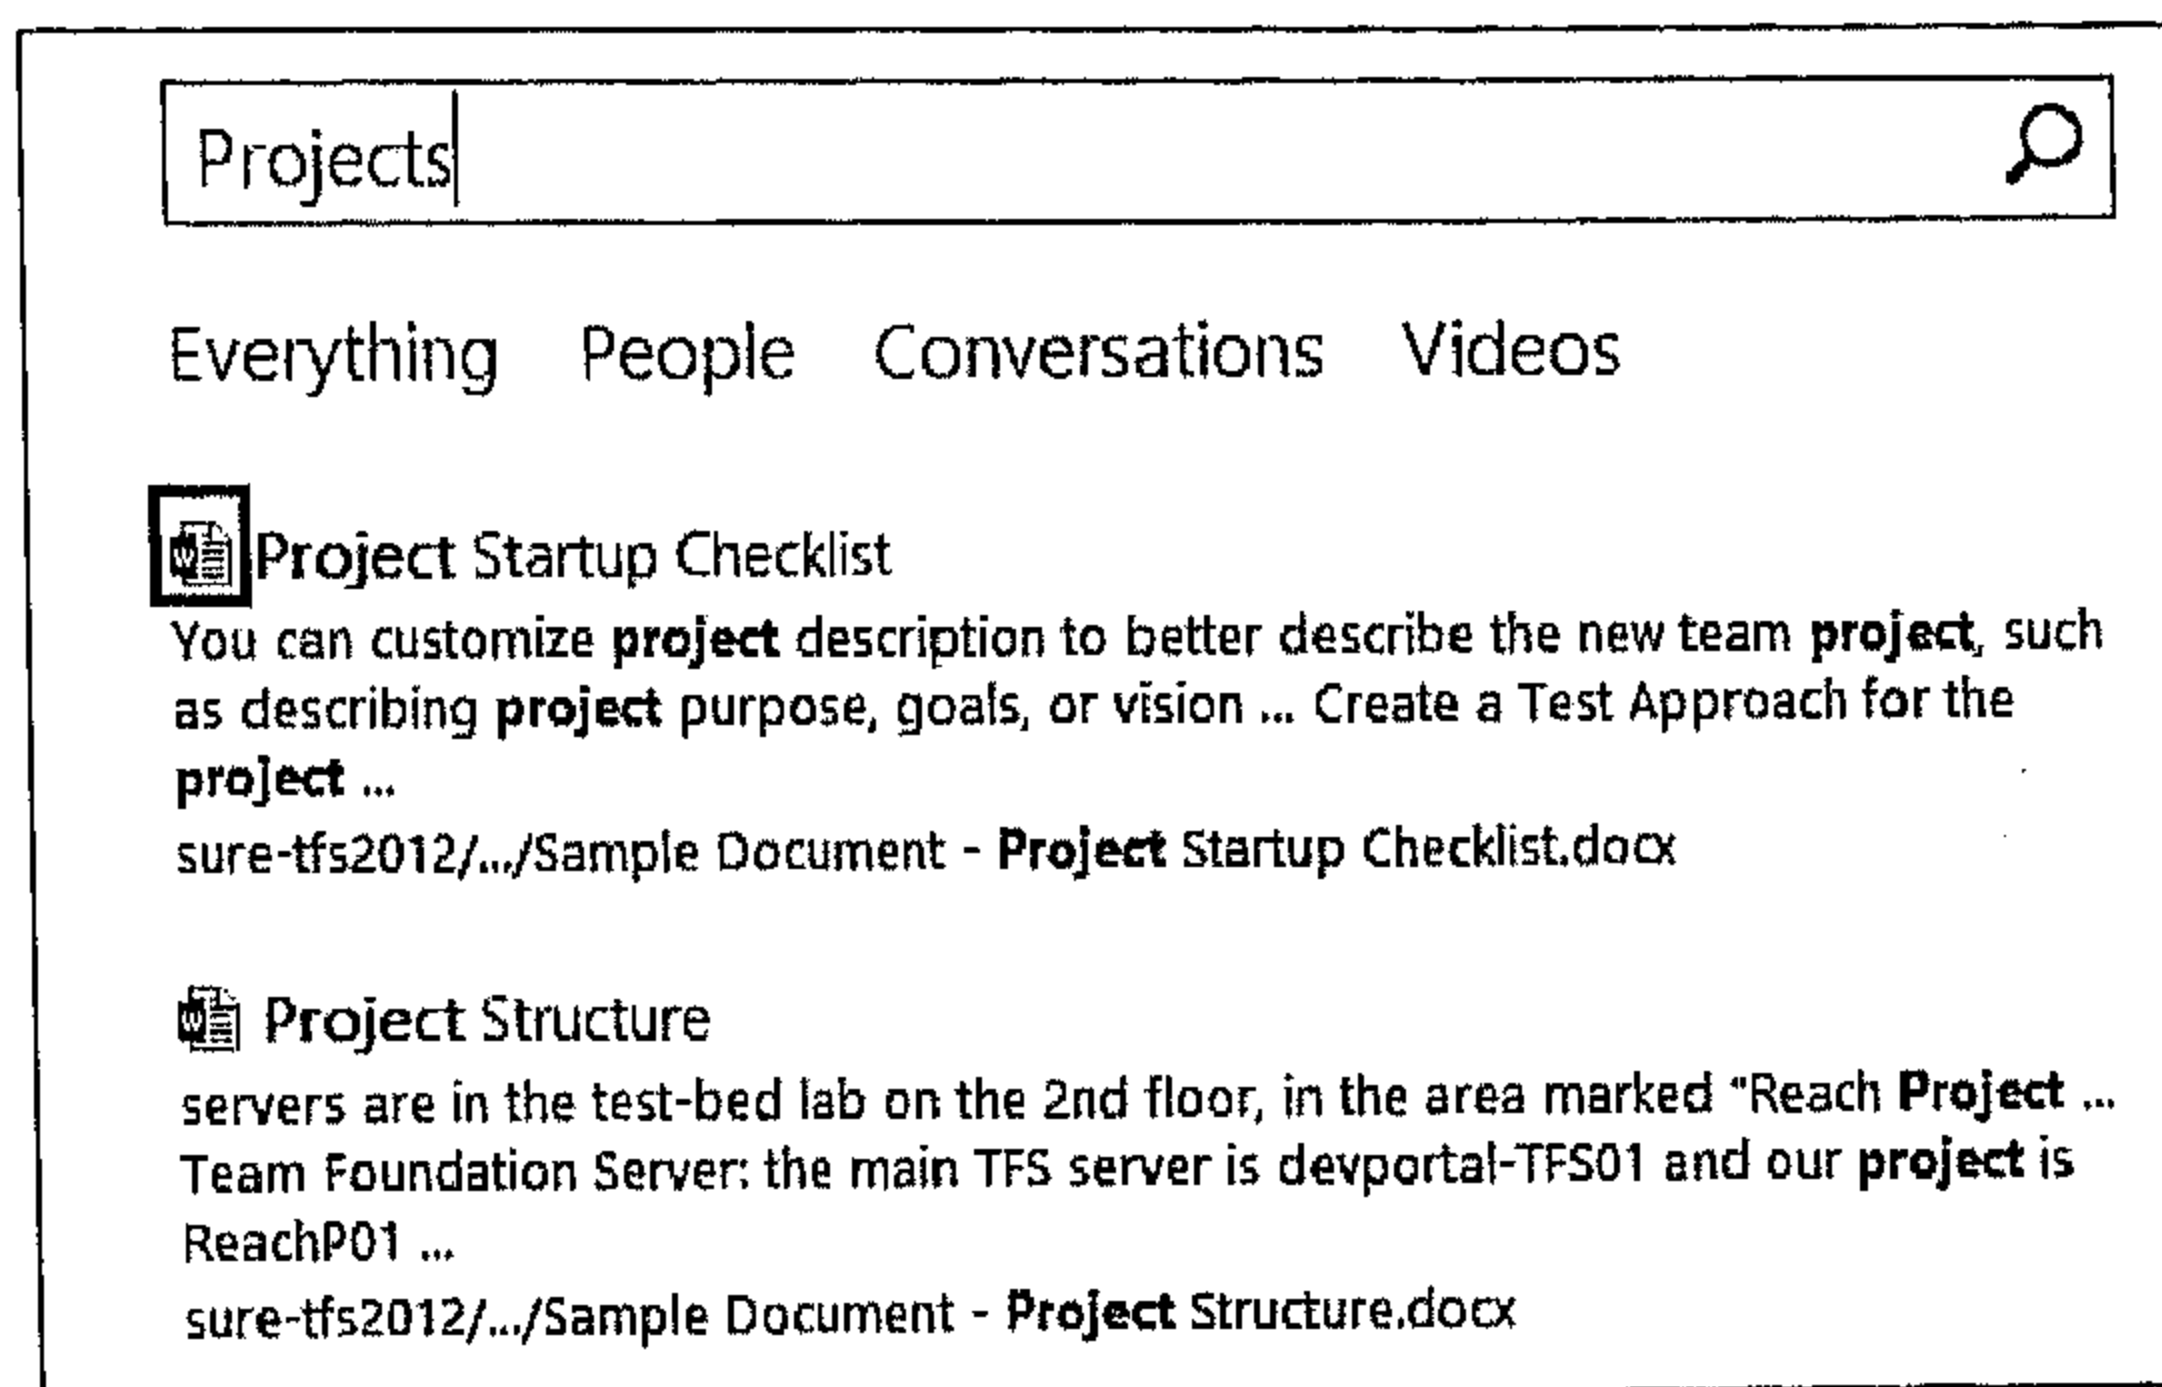 Projects
Everything People Conversations Videos
Project Startup Checklist
You can customize project description to better describe the new team project, such
as describing project purpose, goals, or vision ... Create a Test Approach for the
project ...
sure-tfs2012/.../Sample Document - Project Startup Checklist.docx
Project Structure
servers are in the test-bed lab on the 2nd floor, in the area marked "Reach Project ...
Team Foundation Server: the main TFS server is devportal-TFS01 and our project is
ReachP01 ...
sure-tfs2012/.../Sample Document - Project Structure.docx